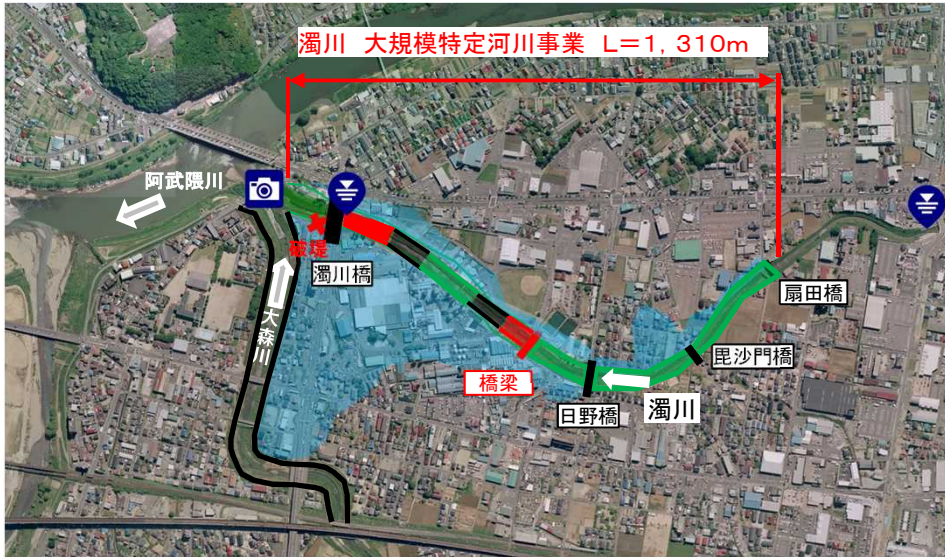 濁川 大規模特定河川事業 L=1,310m
阿武隈川
破堤
濁川橋
大森川
扇田橋
毘沙門橋
橋梁
日野橋
濁川